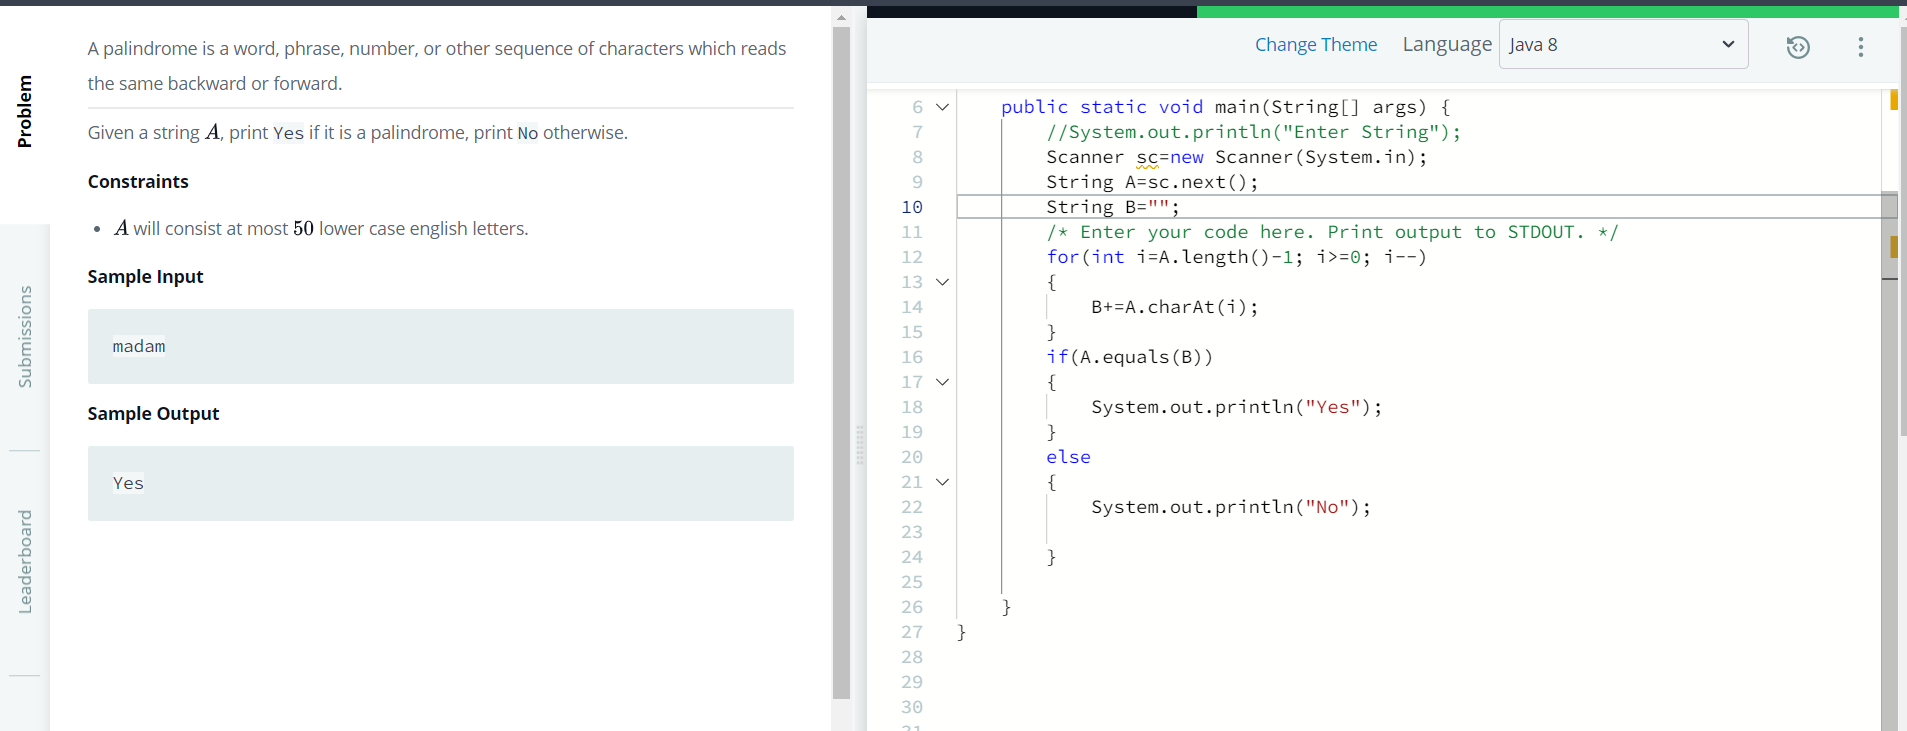 Problem
Submissions
Leaderboard
A palindrome is a word, phrase, number, or other sequence of characters which reads
the same backward or forward.
Given a string A, print Yes if it is a palindrome, print No otherwise.
Constraints
• A will consist at most 50 lower case english letters.
Sample Input
madam
Sample Output
Yes
Change Theme Language Java 8
6 public static void main(String[] args) {
7 //System.out.println("Enter String");
8 Scanner sc=new Scanner(System.in);
9 String A=sc.next();
10 String B="";
11 /* Enter your code here. Print output to STDOUT. */
12 for(int i=A.length()-1; i>=0; i--)
13 {
14 B+=A.charAt(i);
15 }
16 if(A.equals(B))
17 {
18 System.out.println("Yes");
19 }
20 else
21 {
22 System.out.println("No");
23
24 }
25
26 }
27 }
28
29
30
31